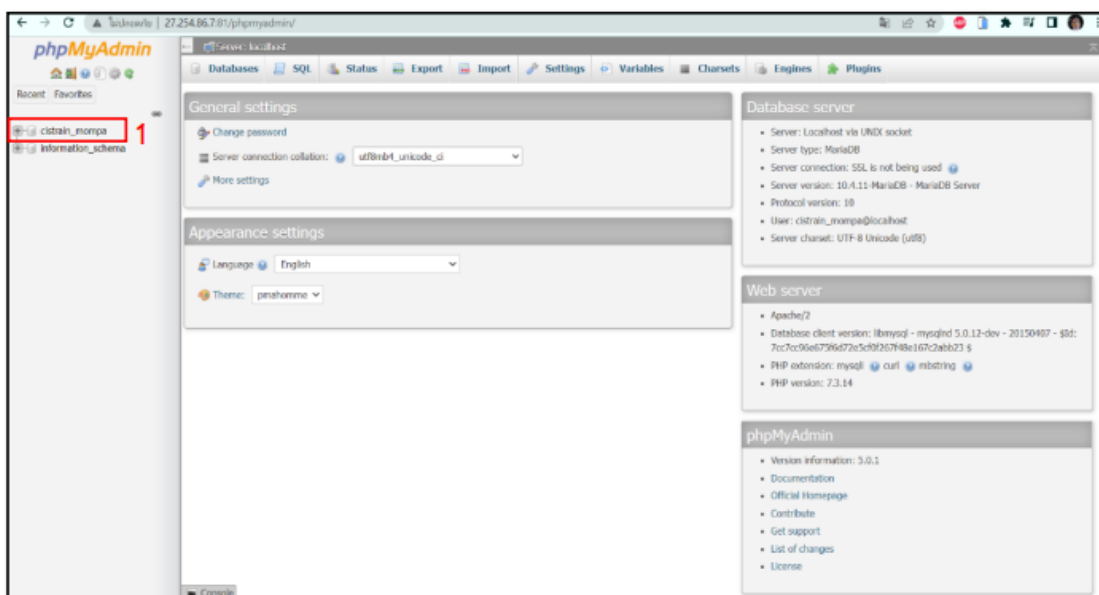 ไม่ปลอดภัย | 27.254.86.7:81/phpmyadmin/
phpMyAdmin
Recent Favorites
cistrain_mompa
1
information_schema
Server: localhost
Databases SQL Status Export Import Settings Variables Charsets Engines Plugins
General settings
Change password
Server connection collation: utf8mb4_unicode_ci
More settings
Appearance settings
Language English
Theme: pmahomme
Database server
Server: Localhost via UNIX socket
Server type: MariaDB
Server connection: SSL is not being used
Server version: 10.4.11-MariaDB - MariaDB Server
Protocol version: 10
User: cistrain_mompa@localhost
Server charset: UTF-8 Unicode (utf8)
Web server
Apache/2
Database client version: libmysql - mysqlnd 5.0.12-dev - 20150407 - $Id:
7cc7cc96e675f6d72e5cf0f267f48e167c2abb23 $
PHP extension: mysqli curl mbstring
PHP version: 7.3.14
phpMyAdmin
Version information: 5.0.1
Documentation
Official Homepage
Contribute
Get support
List of changes
License
Console